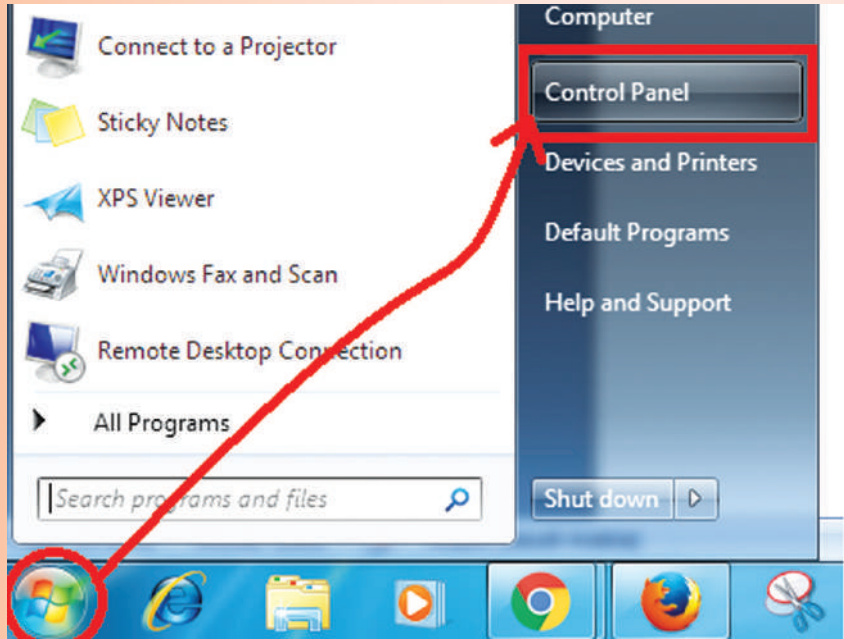 Connect to a Projector
Sticky Notes
XPS Viewer
Windows Fax and Scan
Remote Desktop Connection
All Programs
Search programs and files
Computer
Control Panel
Devices and Printers
Default Programs
Help and Support
Shut down